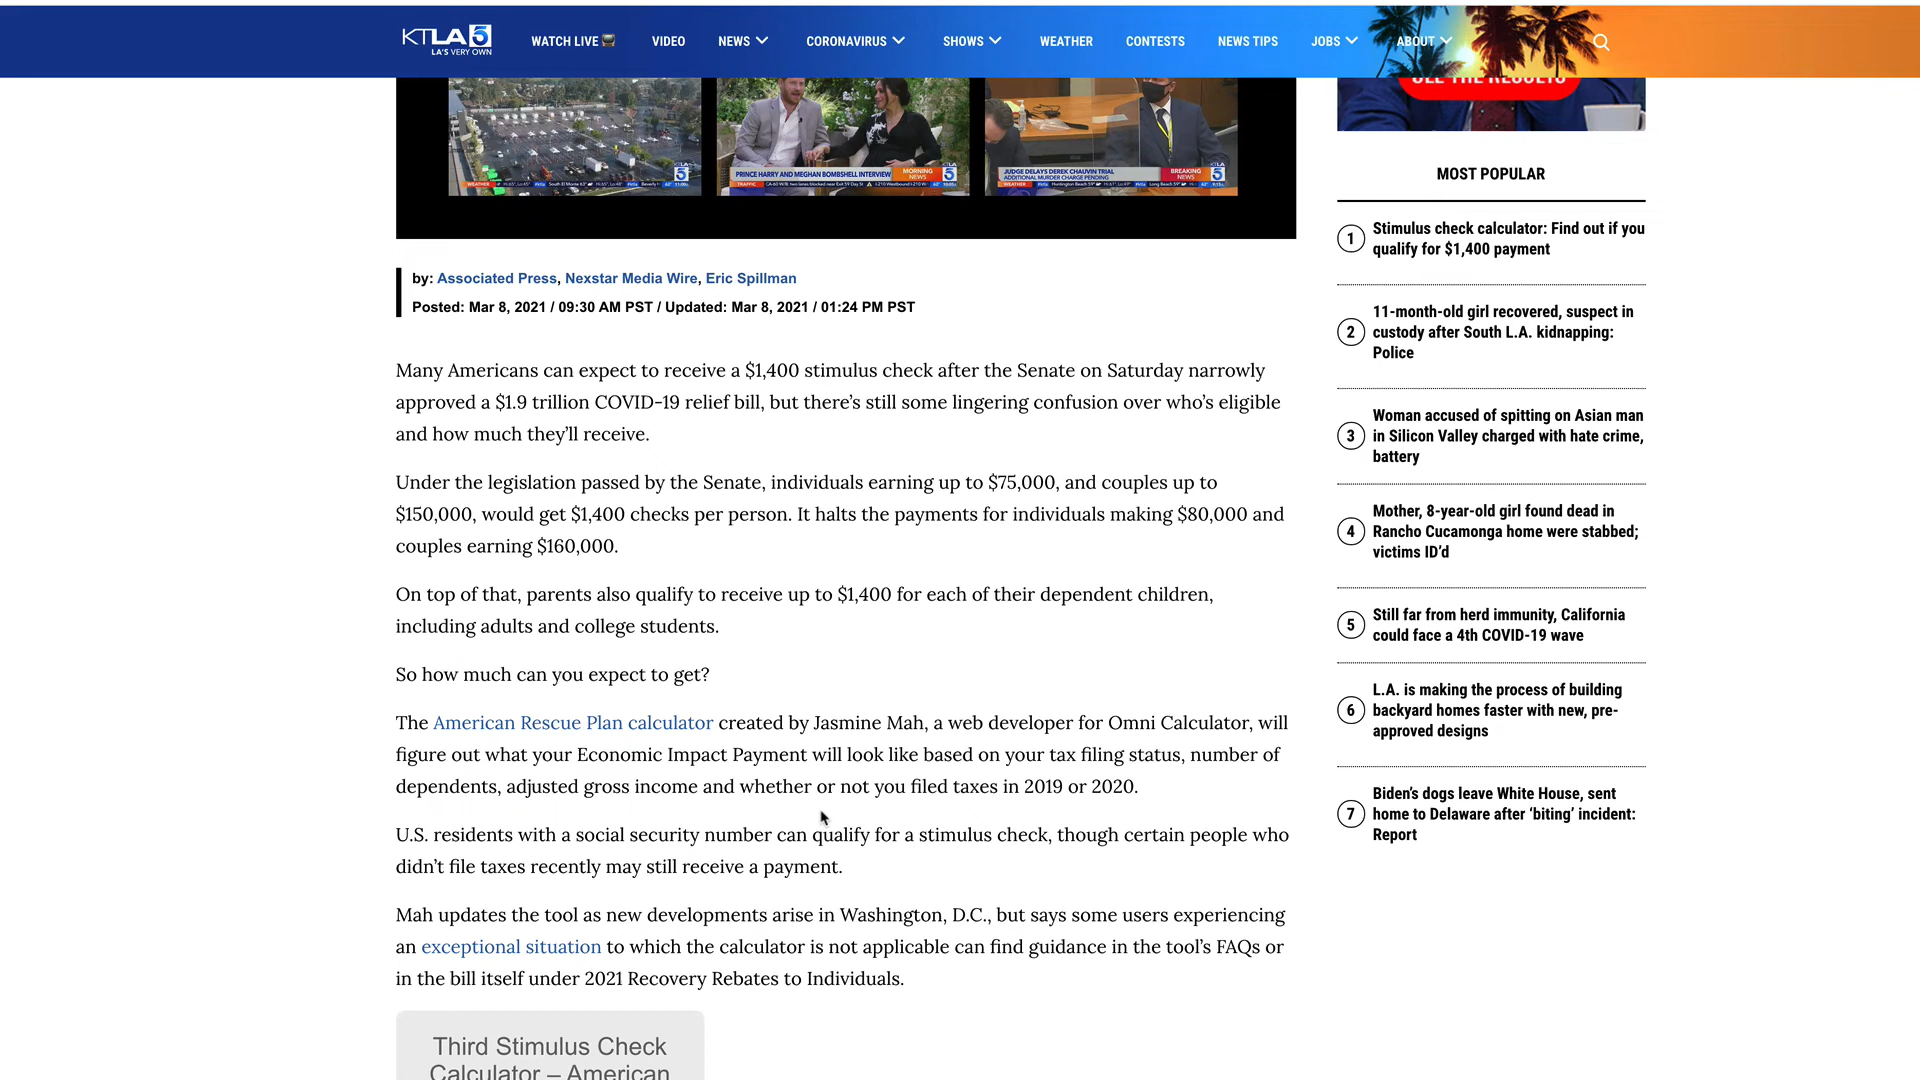 KTLA 5
LA'S VERY OWN
WATCH LIVE
VIDEO
NEWS
CORONAVIRUS
SHOWS
WEATHER
CONTESTS
NEWS TIPS
JOBS
ABOUT
SEE THE RESULTS
PRINCE HARRY AND MEGHAN BOMBSHELL INTERVIEW
MORNING NEWS
JUDGE DELAYS DEREK CHAUVIN TRIAL
ADDITIONAL MURDER CHARGE PENDING
BREAKING NEWS
WEATHER
TRAFFIC
WEATHER
by: Associated Press, Nexstar Media Wire, Eric Spillman
Posted: Mar 8, 2021 / 09:30 AM PST / Updated: Mar 8, 2021 / 01:24 PM PST
Many Americans can expect to receive a $1,400 stimulus check after the Senate on Saturday narrowly
approved a $1.9 trillion COVID-19 relief bill, but there’s still some lingering confusion over who’s eligible
and how much they’ll receive.
Under the legislation passed by the Senate, individuals earning up to $75,000, and couples up to
$150,000, would get $1,400 checks per person. It halts the payments for individuals making $80,000 and
couples earning $160,000.
On top of that, parents also qualify to receive up to $1,400 for each of their dependent children,
including adults and college students.
So how much can you expect to get?
The American Rescue Plan calculator created by Jasmine Mah, a web developer for Omni Calculator, will
figure out what your Economic Impact Payment will look like based on your tax filing status, number of
dependents, adjusted gross income and whether or not you filed taxes in 2019 or 2020.
U.S. residents with a social security number can qualify for a stimulus check, though certain people who
didn’t file taxes recently may still receive a payment.
Mah updates the tool as new developments arise in Washington, D.C., but says some users experiencing
an exceptional situation to which the calculator is not applicable can find guidance in the tool’s FAQs or
in the bill itself under 2021 Recovery Rebates to Individuals.
Third Stimulus Check
Calculator – American
MOST POPULAR
1
Stimulus check calculator: Find out if you
qualify for $1,400 payment
2
11-month-old girl recovered, suspect in
custody after South L.A. kidnapping:
Police
3
Woman accused of spitting on Asian man
in Silicon Valley charged with hate crime,
battery
4
Mother, 8-year-old girl found dead in
Rancho Cucamonga home were stabbed;
victims ID’d
5
Still far from herd immunity, California
could face a 4th COVID-19 wave
6
L.A. is making the process of building
backyard homes faster with new, pre-
approved designs
7
Biden’s dogs leave White House, sent
home to Delaware after ‘biting’ incident:
Report